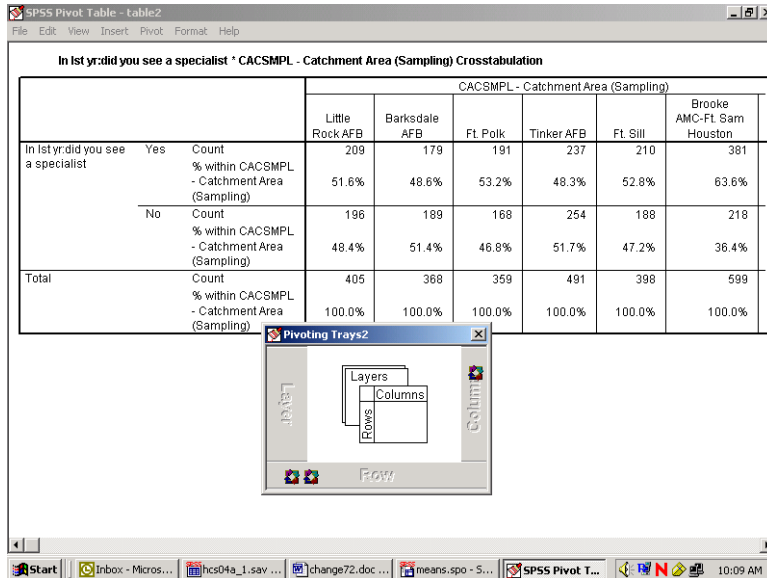 SPSS Pivot Table - table2
File Edit View Insert Pivot Format Help
In Ist yr:did you see a specialist * CACSMPL - Catchment Area (Sampling) Crosstabulation
CACSMPL - Catchment Area (Sampling)
Little Rock AFB Barksdale AFB Ft. Polk Tinker AFB Ft. Sill Brooke AMC-Ft. Sam Houston
In Ist yr:did you see a specialist Yes Count 209 179 191 237 210 381
% within CACSMPL - Catchment Area (Sampling) 51.6% 48.6% 53.2% 48.3% 52.8% 63.6%
No Count 196 189 168 254 188 218
% within CACSMPL - Catchment Area (Sampling) 48.4% 51.4% 46.8% 51.7% 47.2% 36.4%
Total Count 405 368 359 491 398 599
% within CACSMPL - Catchment Area (Sampling) 100.0% 100.0% 100.0% 100.0% 100.0% 100.0%
Pivoting Trays2
Layer
Layers
Columns
Rows
Column
Row
Start Inbox - Micros... hcs04a_1.sav ... change72.doc ... means.spo - S... SPSS Pivot T... N 10:09 AM